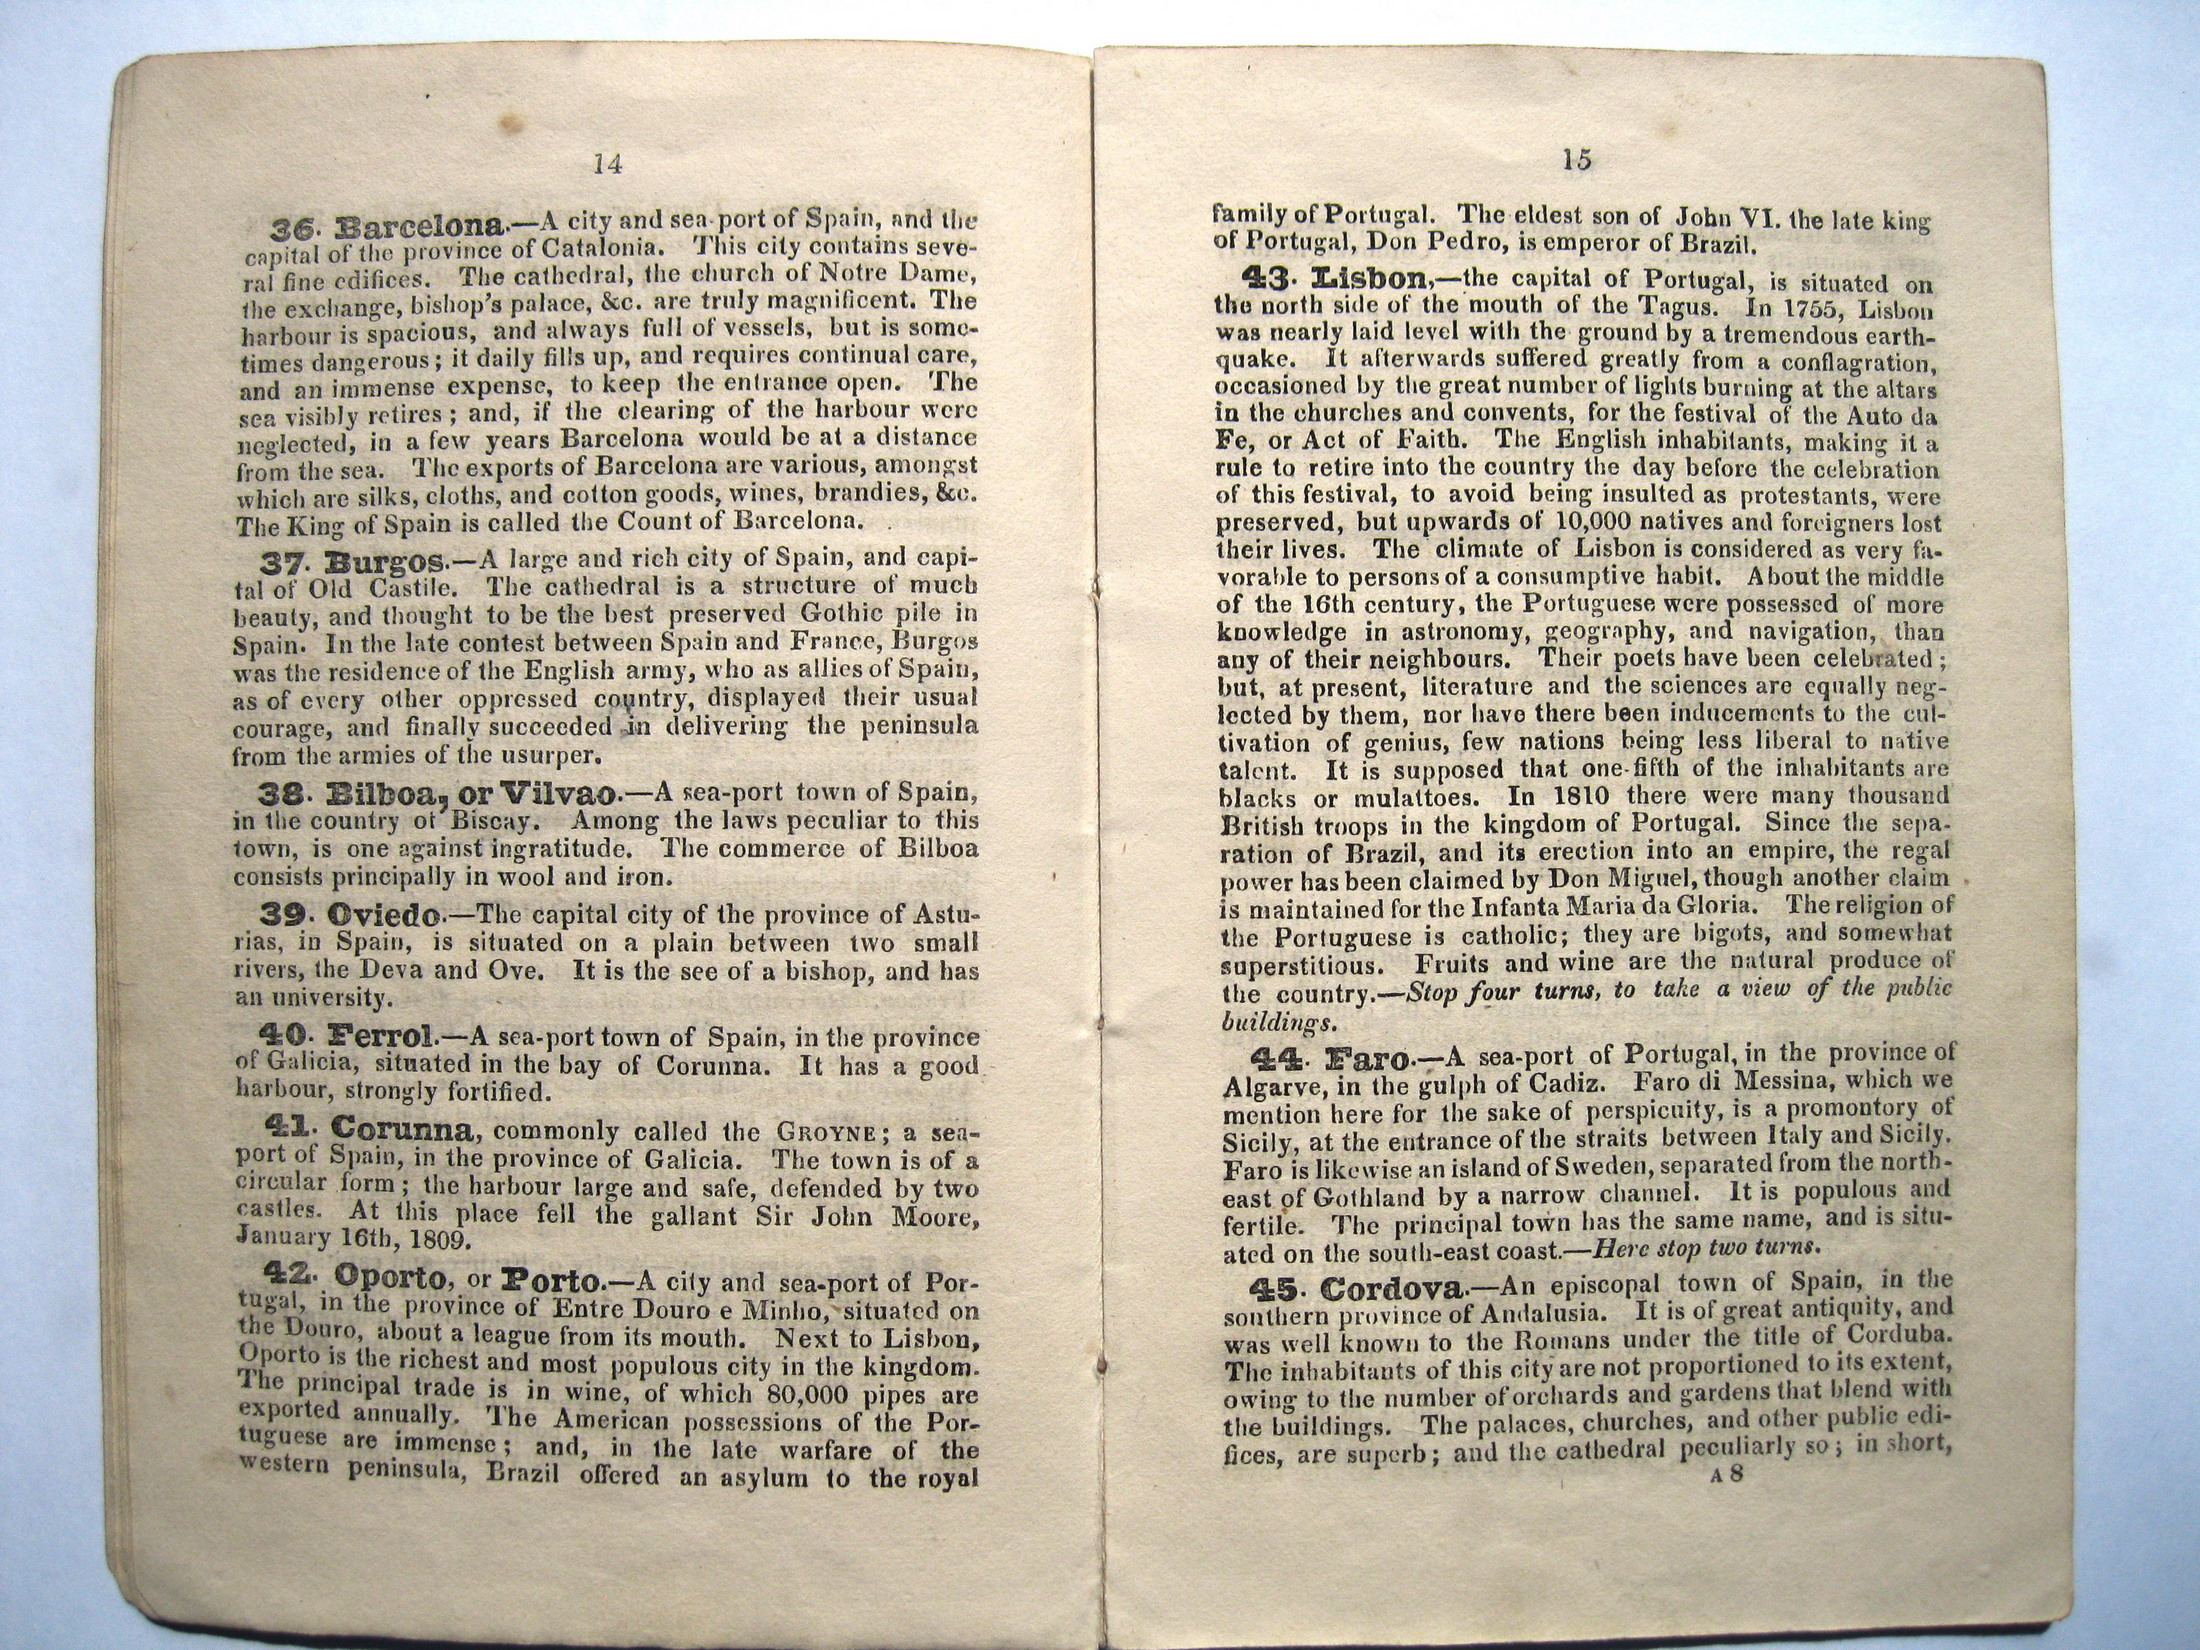 14
36. Barcelona.—A city and sea-port of Spain, and the
capital of the province of Catalonia. This city contains seve-
ral fine edifices. The cathedral, the church of Notre Dame,
the exchange, bishop's palace, &c. are truly magnificent. The
harbour is spacious, and always full of vessels, but is some-
times dangerous; it daily fills up, and requires continual care,
and an immense expense, to keep the entrance open. The
sea visibly retires; and, if the clearing of the harbour were
neglected, in a few years Barcelona would be at a distance
from the sea. The exports of Barcelona are various, amongst
which are silks, cloths, and cotton goods, wines, brandies, &c.
The King of Spain is called the Count of Barcelona.
37. Burgos.—A large and rich city of Spain, and capi-
tal of Old Castile. The cathedral is a structure of much
beauty, and thought to be the best preserved Gothic pile in
Spain. In the late contest between Spain and France, Burgos
was the residence of the English army, who as allies of Spain,
as of every other oppressed country, displayed their usual
courage, and finally succeeded in delivering the peninsula
from the armies of the usurper.
38. Bilboa, or Vilvao.—A sea-port town of Spain,
in the country of Biscay. Among the laws peculiar to this
town, is one against ingratitude. The commerce of Bilboa
consists principally in wool and iron.
39. Oviedo.—The capital city of the province of Astu-
rias, in Spain, is situated on a plain between two small
rivers, the Deva and Ove. It is the see of a bishop, and has
an university.
40. Ferrol.—A sea-port town of Spain, in the province
of Galicia, situated in the bay of Corunna. It has a good
harbour, strongly fortified.
41. Corunna, commonly called the GROYNE; a sea-
port of Spain, in the province of Galicia. The town is of a
circular form; the harbour large and safe, defended by two
castles. At this place fell the gallant Sir John Moore,
January 16th, 1809.
42. Oporto, or Porto.—A city and sea-port of Por-
tugal, in the province of Entre Douro e Minho, situated on
the Douro, about a league from its mouth. Next to Lisbon,
Oporto is the richest and most populous city in the kingdom.
The principal trade is in wine, of which 80,000 pipes are
exported annually. The American possessions of the Por-
tuguese are immense; and, in the late warfare of the
western peninsula, Brazil offered an asylum to the royal
15
family of Portugal. The eldest son of John VI. the late king
of Portugal, Don Pedro, is emperor of Brazil.
43. Lisbon,—the capital of Portugal, is situated on
the north side of the mouth of the Tagus. In 1755, Lisbon
was nearly laid level with the ground by a tremendous earth-
quake. It afterwards suffered greatly from a conflagration,
occasioned by the great number of lights burning at the altars
in the churches and convents, for the festival of the Auto da
Fe, or Act of Faith. The English inhabitants, making it a
rule to retire into the country the day before the celebration
of this festival, to avoid being insulted as protestants, were
preserved, but upwards of 10,000 natives and foreigners lost
their lives. The climate of Lisbon is considered as very fa-
vorable to persons of a consumptive habit. About the middle
of the 16th century, the Portuguese were possessed of more
knowledge in astronomy, geography, and navigation, than
any of their neighbours. Their poets have been celebrated;
but, at present, literature and the sciences are equally neg-
lected by them, nor have there been inducements to the cul-
tivation of genius, few nations being less liberal to native
talent. It is supposed that one-fifth of the inhabitants are
blacks or mulattoes. In 1810 there were many thousand
British troops in the kingdom of Portugal. Since the sepa-
ration of Brazil, and its erection into an empire, the regal
power has been claimed by Don Miguel, though another claim
is maintained for the Infanta Maria da Gloria. The religion of
the Portuguese is catholic; they are bigots, and somewhat
superstitious. Fruits and wine are the natural produce of
the country.—Stop four turns, to take a view of the public
buildings.
44. Faro.—A sea-port of Portugal, in the province of
Algarve, in the gulph of Cadiz. Faro di Messina, which we
mention here for the sake of perspicuity, is a promontory of
Sicily, at the entrance of the straits between Italy and Sicily.
Faro is likewise an island of Sweden, separated from the north-
east of Gothland by a narrow channel. It is populous and
fertile. The principal town has the same name, and is situ-
ated on the south-east coast.—Here stop two turns.
45. Cordova.—An episcopal town of Spain, in the
southern province of Andalusia. It is of great antiquity, and
was well known to the Romans under the title of Corduba.
The inhabitants of this city are not proportioned to its extent,
owing to the number of orchards and gardens that blend with
the buildings. The palaces, churches, and other public edi-
fices, are superb; and the cathedral peculiarly so; in short,
A 8